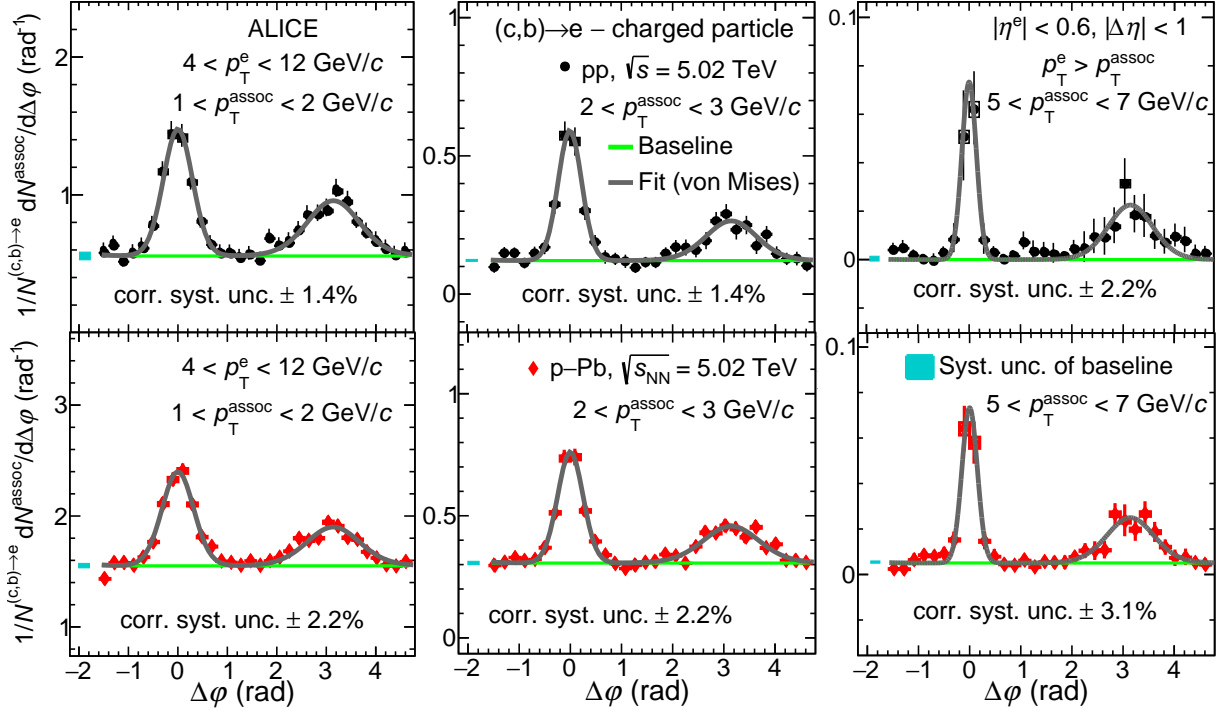 ALICE
4 < p_T^e < 12 GeV/c
1 < p_T^assoc < 2 GeV/c
corr. syst. unc. ± 1.4%
1/N^(c,b)→e dN^assoc/dΔφ (rad⁻¹)
2
1
(c,b)→e − charged particle
pp, √s = 5.02 TeV
2 < p_T^assoc < 3 GeV/c
Baseline
Fit (von Mises)
corr. syst. unc. ± 1.4%
1
0.5
0
|η^e| < 0.6, |Δη| < 1
p_T^e > p_T^assoc
5 < p_T^assoc < 7 GeV/c
corr. syst. unc. ± 2.2%
0.1
0
4 < p_T^e < 12 GeV/c
1 < p_T^assoc < 2 GeV/c
corr. syst. unc. ± 2.2%
1/N^(c,b)→e dN^assoc/dΔφ (rad⁻¹)
3
2
1
−2 −1 0 1 2 3 4
Δφ (rad)
p−Pb, √s_NN = 5.02 TeV
2 < p_T^assoc < 3 GeV/c
corr. syst. unc. ± 2.2%
1
0.5
0
−2 −1 0 1 2 3 4
Δφ (rad)
Syst. unc. of baseline
5 < p_T^assoc < 7 GeV/c
corr. syst. unc. ± 3.1%
0.1
0
−2 −1 0 1 2 3 4
Δφ (rad)